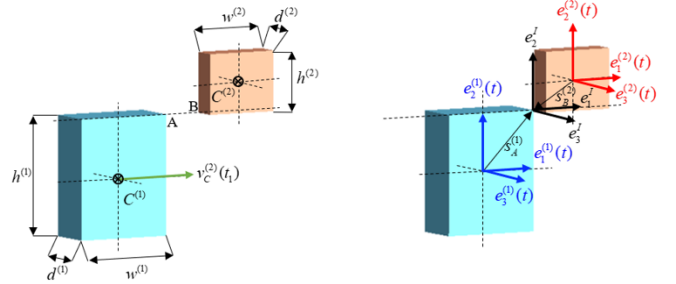 w^{(2)}
d^{(2)}
h^{(2)}
C^{(2)}
B
A
h^{(1)}
v_C^{(2)}(t_1)
C^{(1)}
d^{(1)}
w^{(1)}
e_2^{(2)}(t)
e_2^I
e_1^{(2)}(t)
e_3^{(2)}(t)
s_B^{(2)}
e_1^I
e_3^I
e_2^{(1)}(t)
s_A^{(1)}
e_1^{(1)}(t)
e_3^{(1)}(t)